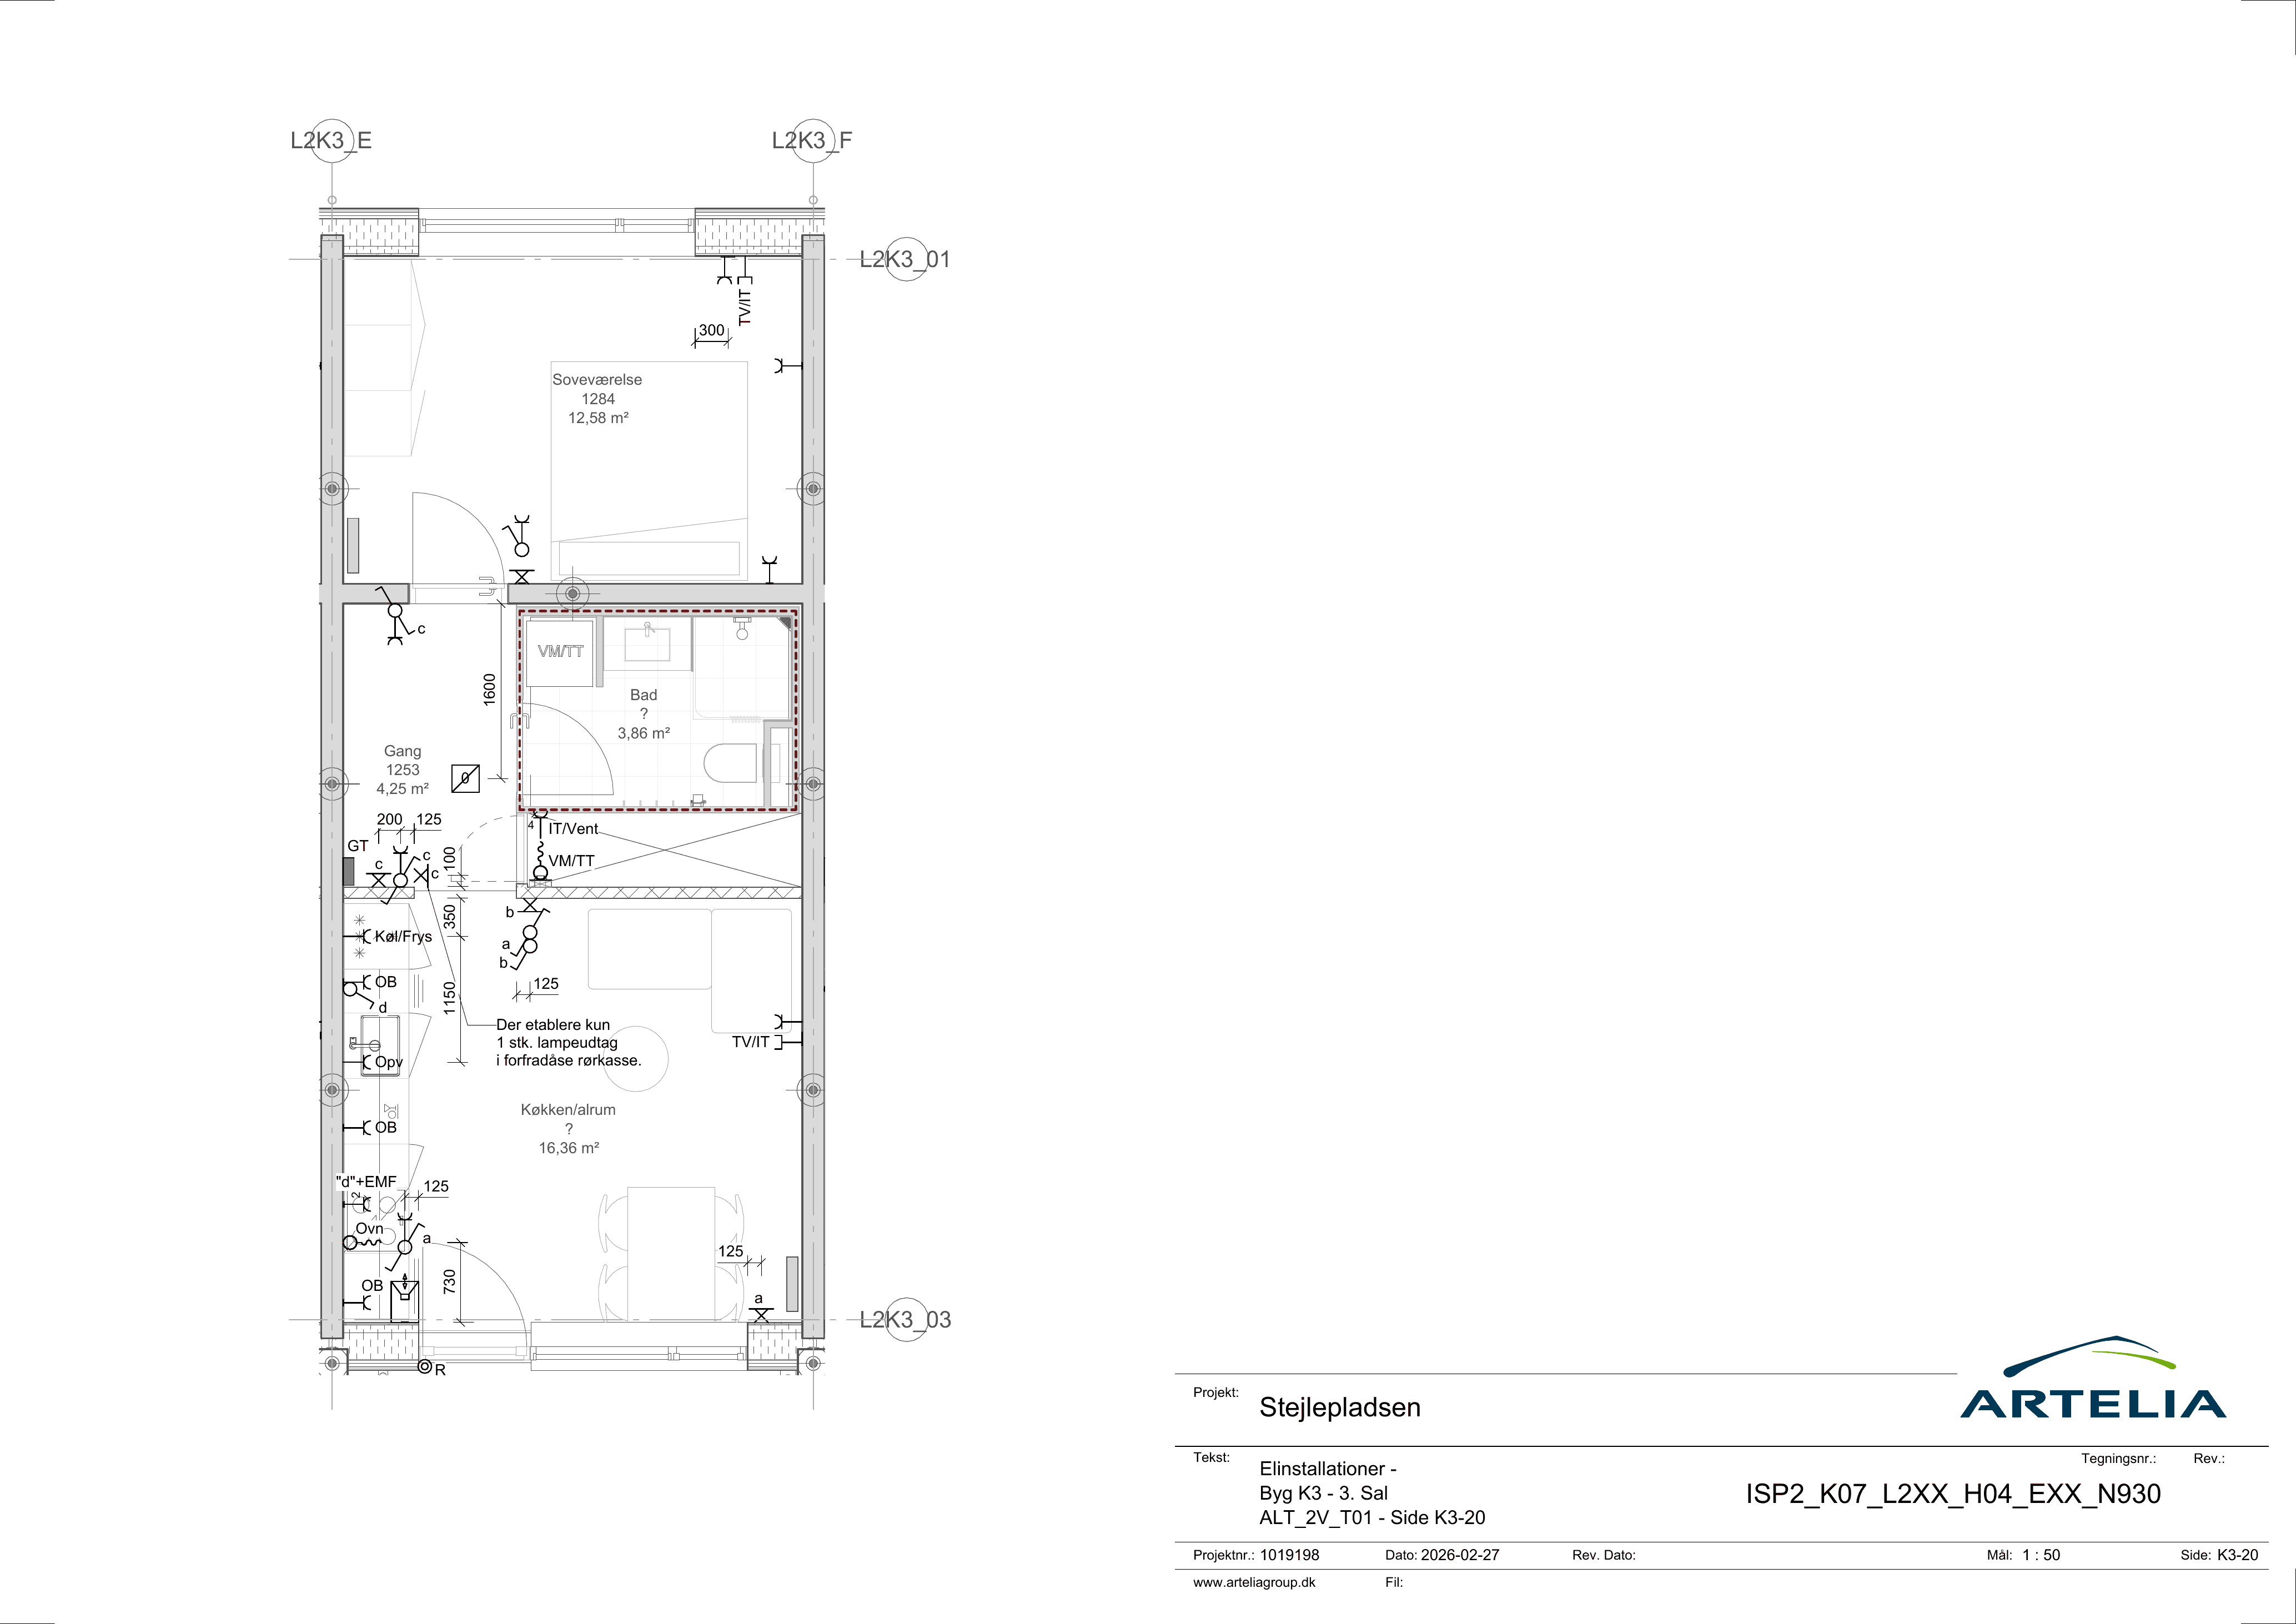 L2K3_E
L2K3_F
L2K3_01
TV/IT
300
Soveværelse
1284
12,58 m²
c
VM/TT
1600
Bad
?
3,86 m²
Gang
1253
4,25 m²
0
200
125
4
IT/Vent
GT
c
c
c
100
VM/TT
350
b
Køl/Frys
a
b
OB
125
d
1150
Der etablere kun
1 stk. lampeudtag
i forfradåse rørkasse.
TV/IT
Opv
Køkken/alrum
?
16,36 m²
OB
"d"+EMF
2
125
Ovn
a
125
730
OB
a
L2K3_03
R
ARTELIA
Projekt:
Stejlepladsen
Tekst:
Elinstallationer -
Byg K3 - 3. Sal
ALT_2V_T01 - Side K3-20
Tegningsnr.:
Rev.:
ISP2_K07_L2XX_H04_EXX_N930
Projektnr.: 1019198
Dato: 2026-02-27
Rev. Dato:
Mål: 1 : 50
Side: K3-20
www.arteliagroup.dk
Fil: